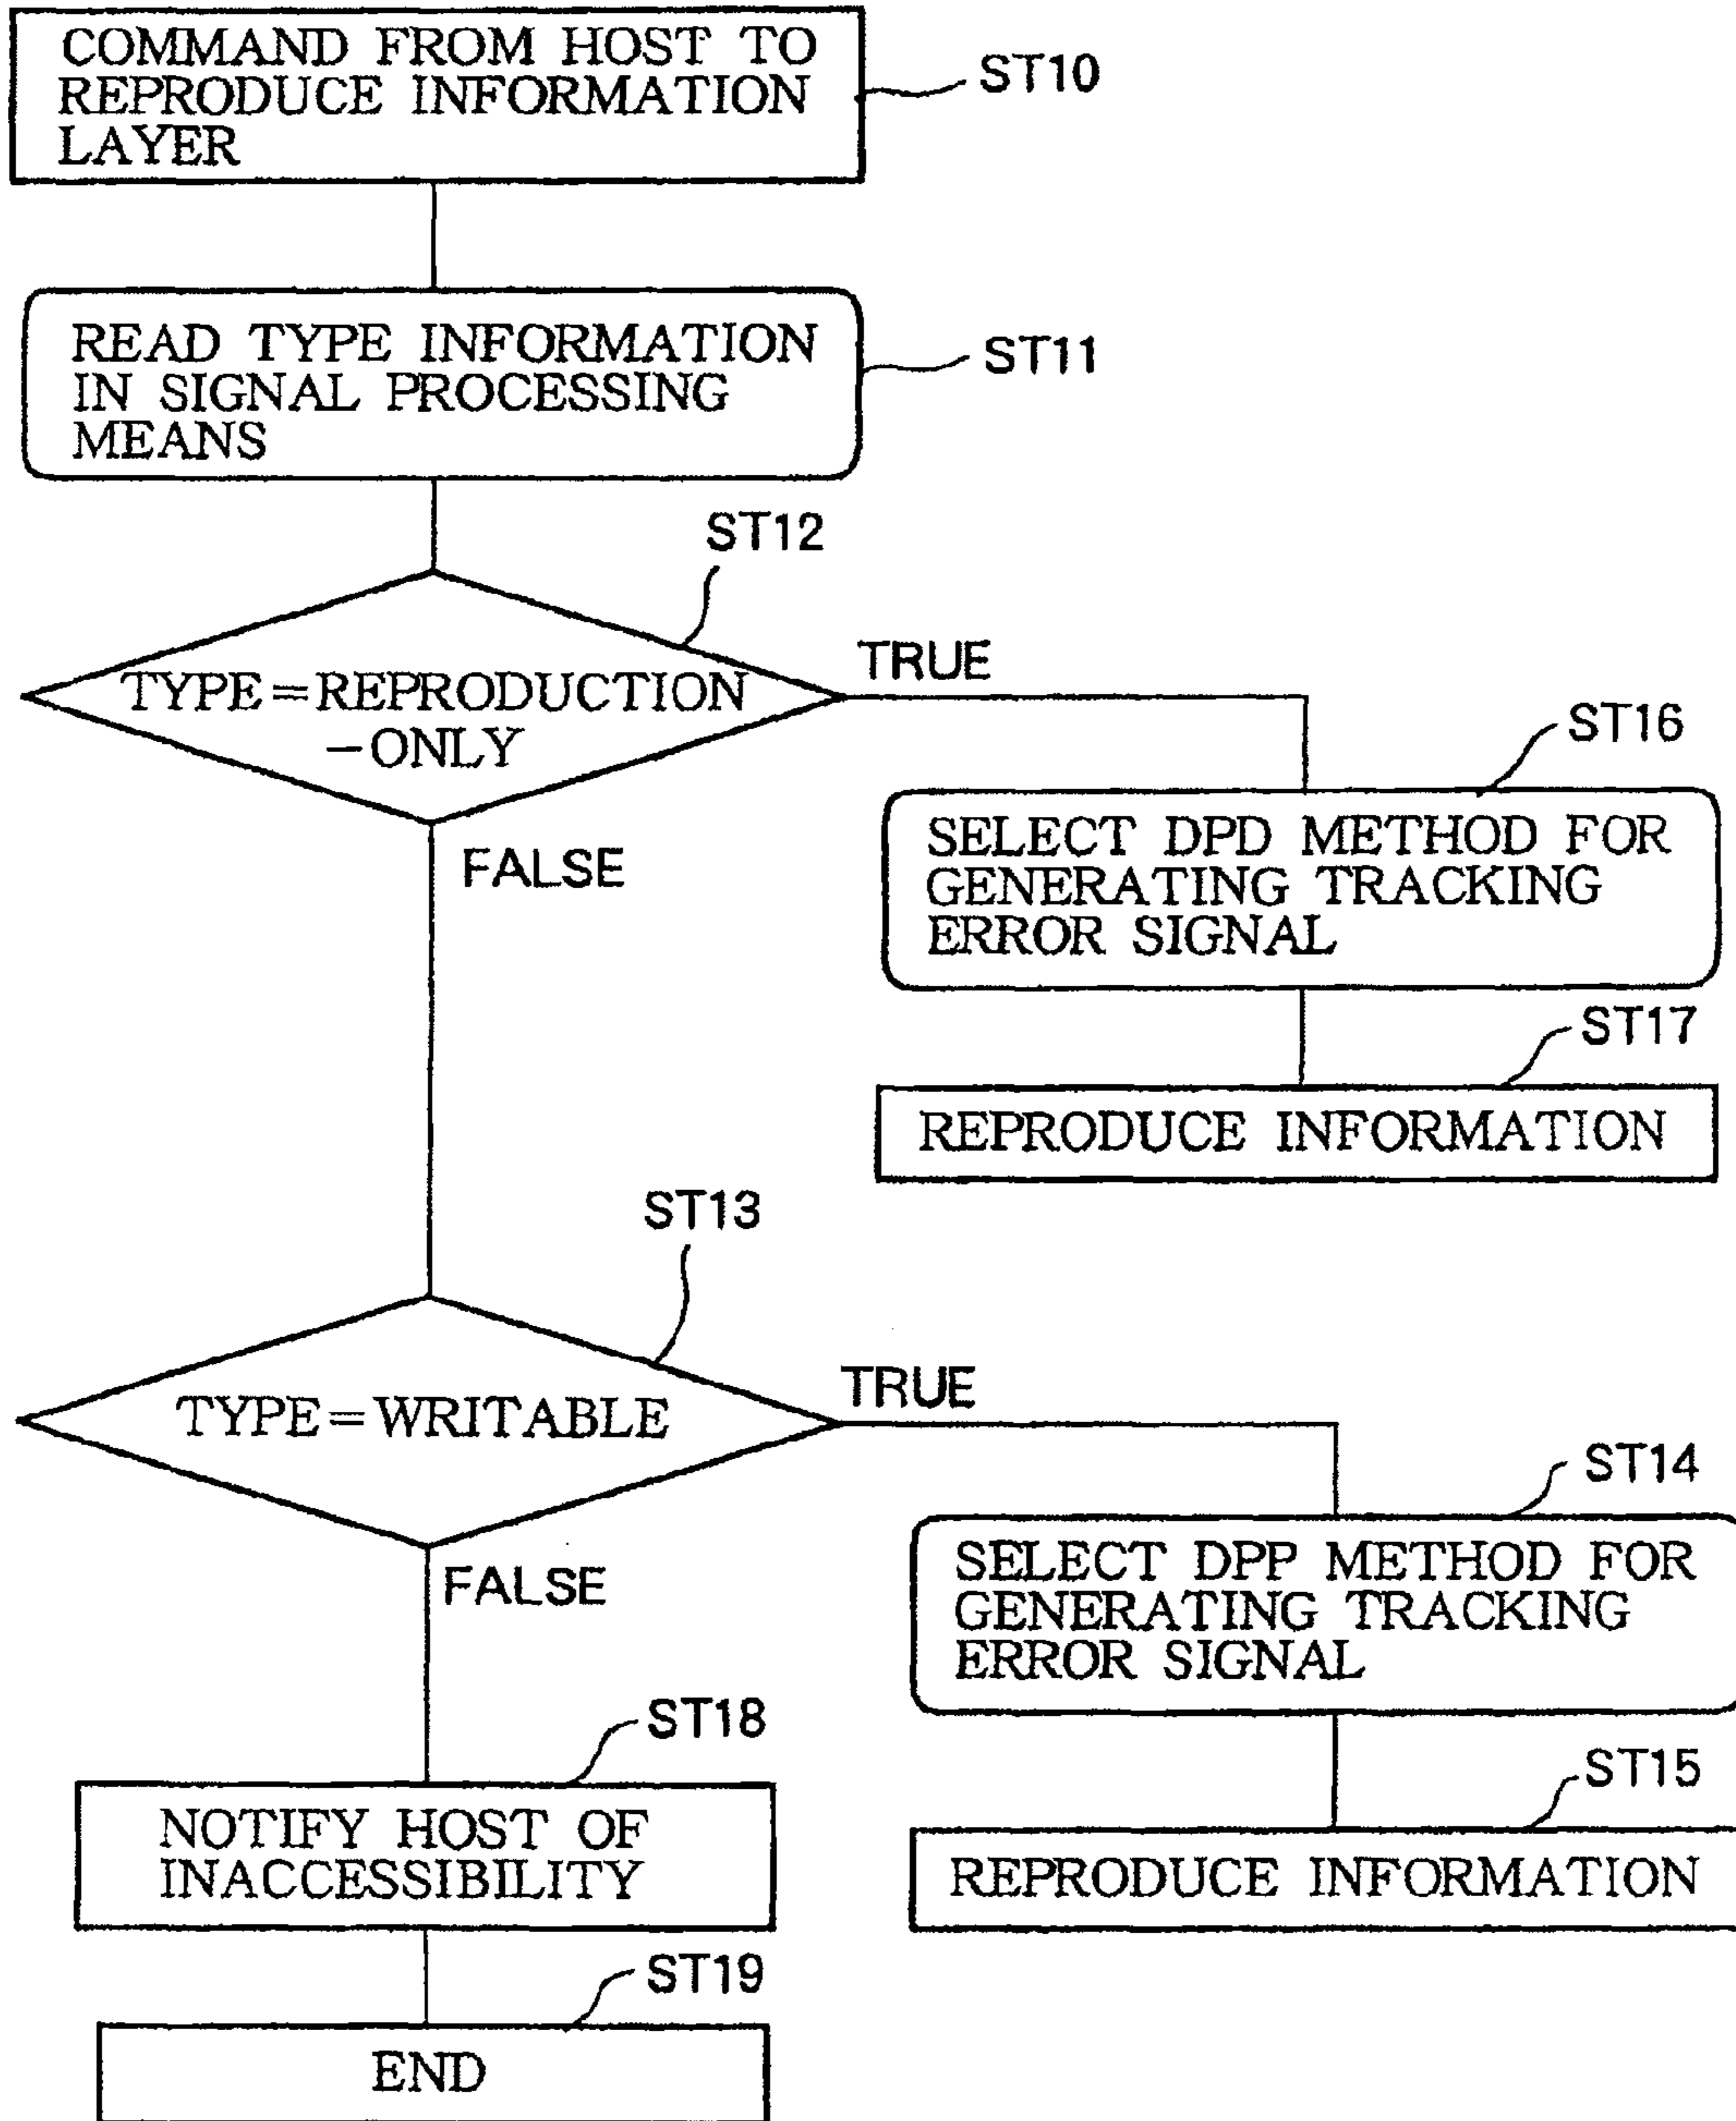 COMMAND FROM HOST TO
REPRODUCE INFORMATION
LAYER
ST10
READ TYPE INFORMATION
IN SIGNAL PROCESSING
MEANS
ST11
ST12
TYPE=REPRODUCTION
-ONLY
TRUE
FALSE
ST16
SELECT DPD METHOD FOR
GENERATING TRACKING
ERROR SIGNAL
ST17
REPRODUCE INFORMATION
ST13
TYPE=WRITABLE
TRUE
FALSE
ST14
SELECT DPP METHOD FOR
GENERATING TRACKING
ERROR SIGNAL
ST15
REPRODUCE INFORMATION
ST18
NOTIFY HOST OF
INACCESSIBILITY
ST19
END